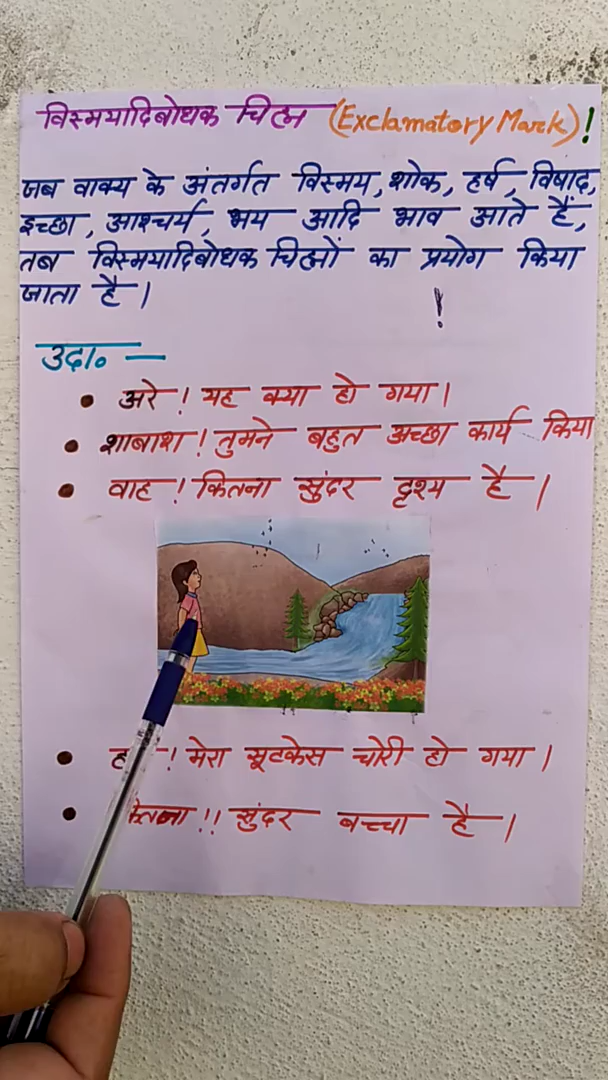 विस्मयादिबोधक चिह्न (Exclamatory Mark)!
जब वाक्य के अंतर्गत विस्मय, शोक, हर्ष, विषाद,
इच्छा, आश्चर्य, भय आदि भाव आते हैं,
तब विस्मयादिबोधक चिह्नों का प्रयोग किया
जाता है।
!
उदा० —
• अरे! यह क्या हो गया।
• शाबाश! तुमने बहुत अच्छा कार्य किया
• वाह! कितना सुंदर दृश्य है।
• ! मेरा सूटकेस चोरी हो गया।
• !! सुंदर बच्चा है।